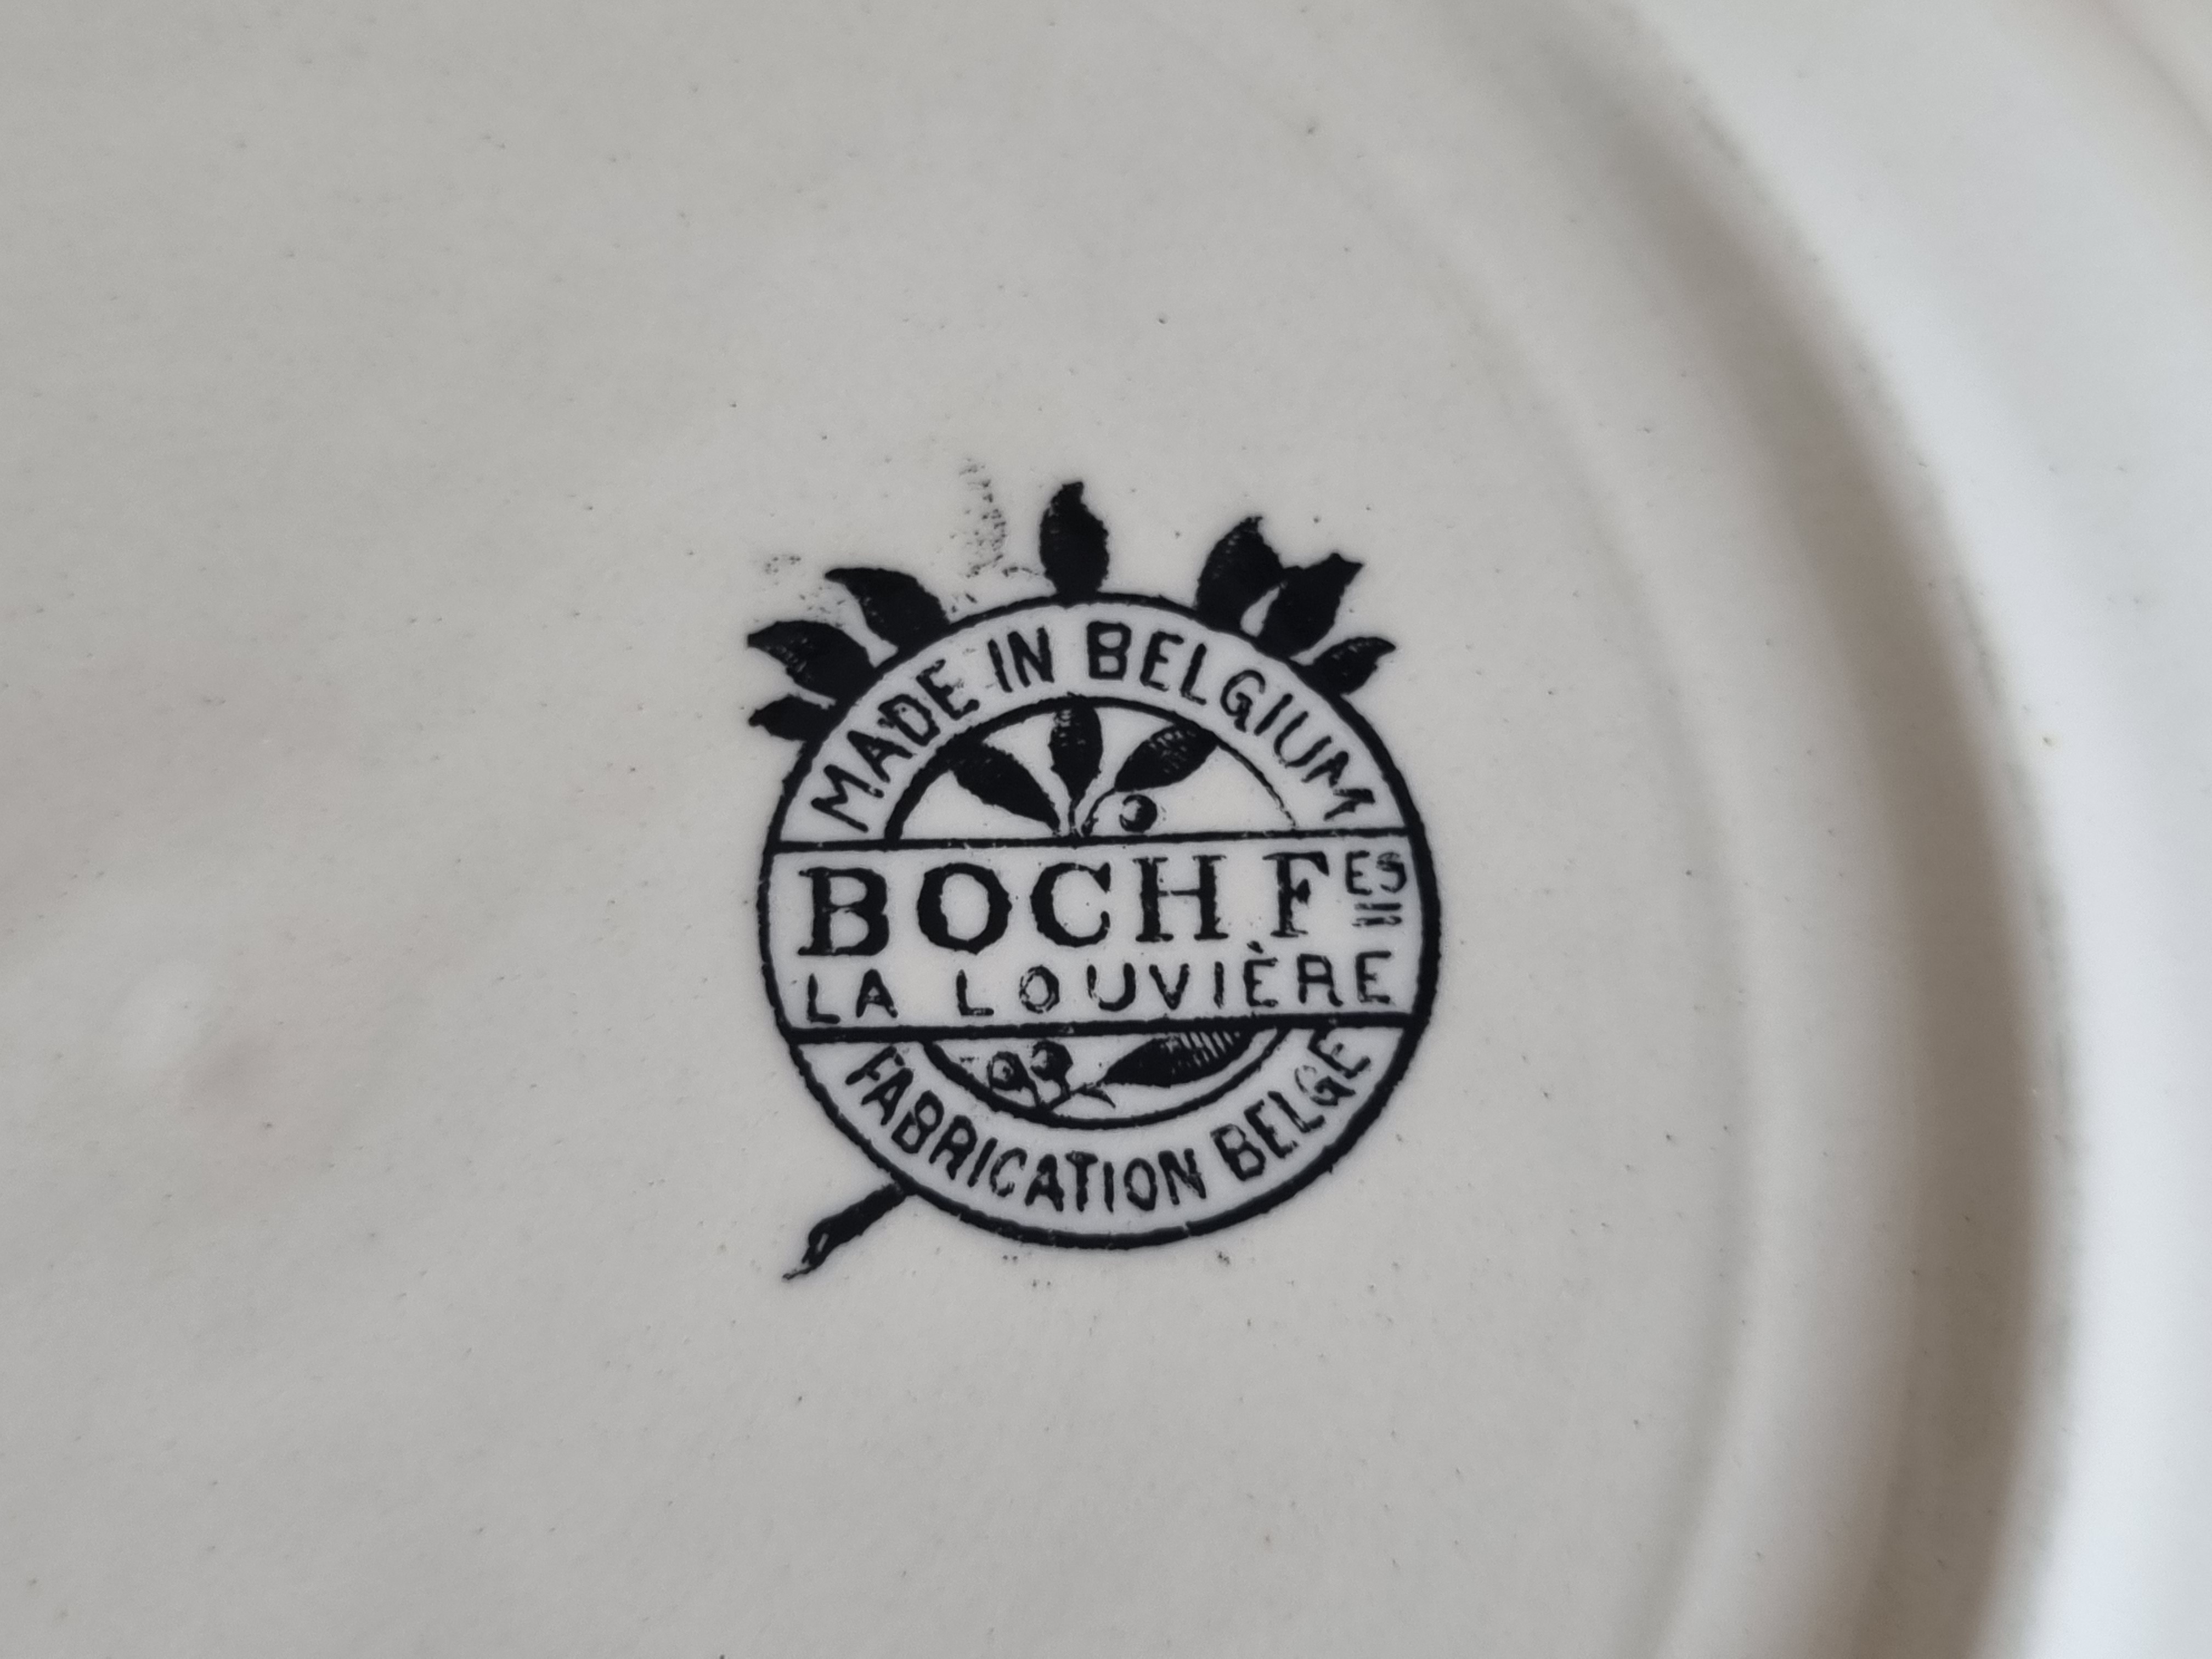 MADE IN BELGIUM
BOCH FES
LA LOUVIÈRE
FABRICATION BELGE